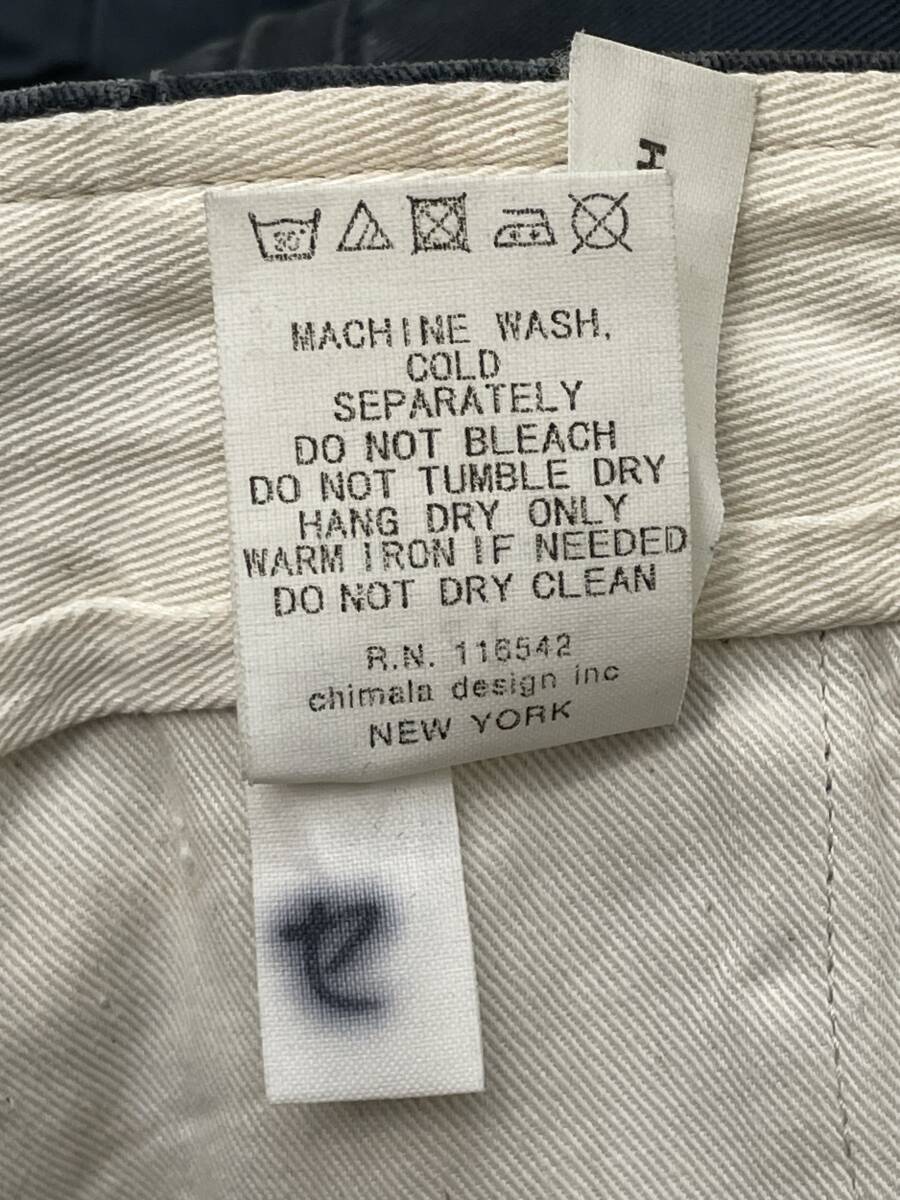 H
30°
MACHINE WASH,
COLD
SEPARATELY
DO NOT BLEACH
DO NOT TUMBLE DRY
HANG DRY ONLY
WARM IRON IF NEEDED
DO NOT DRY CLEAN
R.N. 116542
chimala design inc
NEW YORK
セ